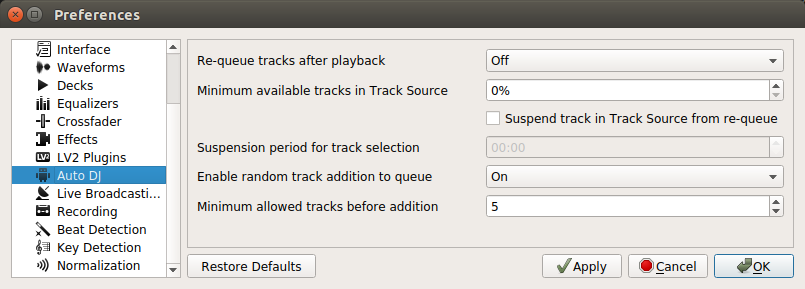 Preferences
Interface
Waveforms
Decks
Equalizers
Crossfader
Effects
LV2 LV2 Plugins
Auto DJ
Live Broadcasti...
Recording
Beat Detection
Key Detection
Normalization
Re-queue tracks after playback Off
Minimum available tracks in Track Source 0%
Suspend track in Track Source from re-queue
Suspension period for track selection 00:00
Enable random track addition to queue On
Minimum allowed tracks before addition 5
Restore Defaults Apply Cancel OK